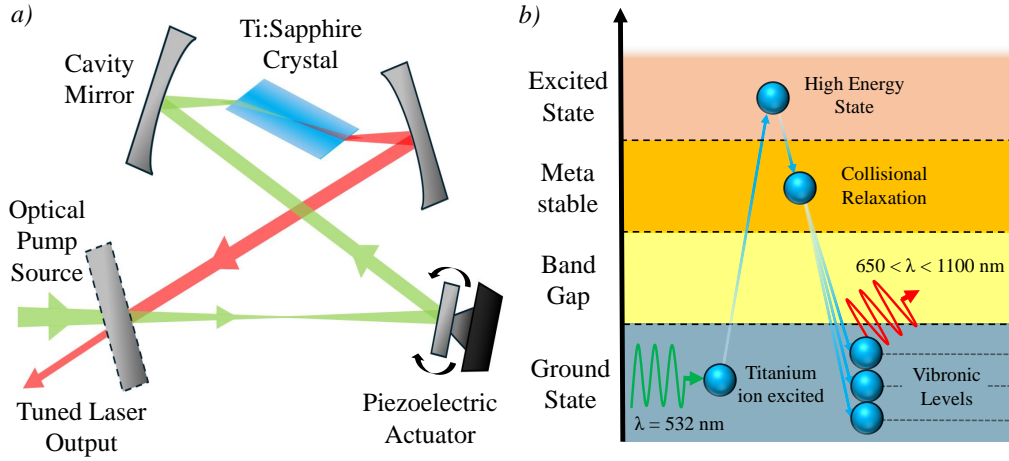 a)
Ti:Sapphire
Crystal
Cavity
Mirror
Optical
Pump
Source
Tuned Laser
Output
Piezoelectric
Actuator
b)
Excited
State
High Energy
State
Meta
stable
Collisional
Relaxation
Band
Gap
650 < λ < 1100 nm
Ground
State
Titanium
ion excited
Vibronic
Levels
λ = 532 nm